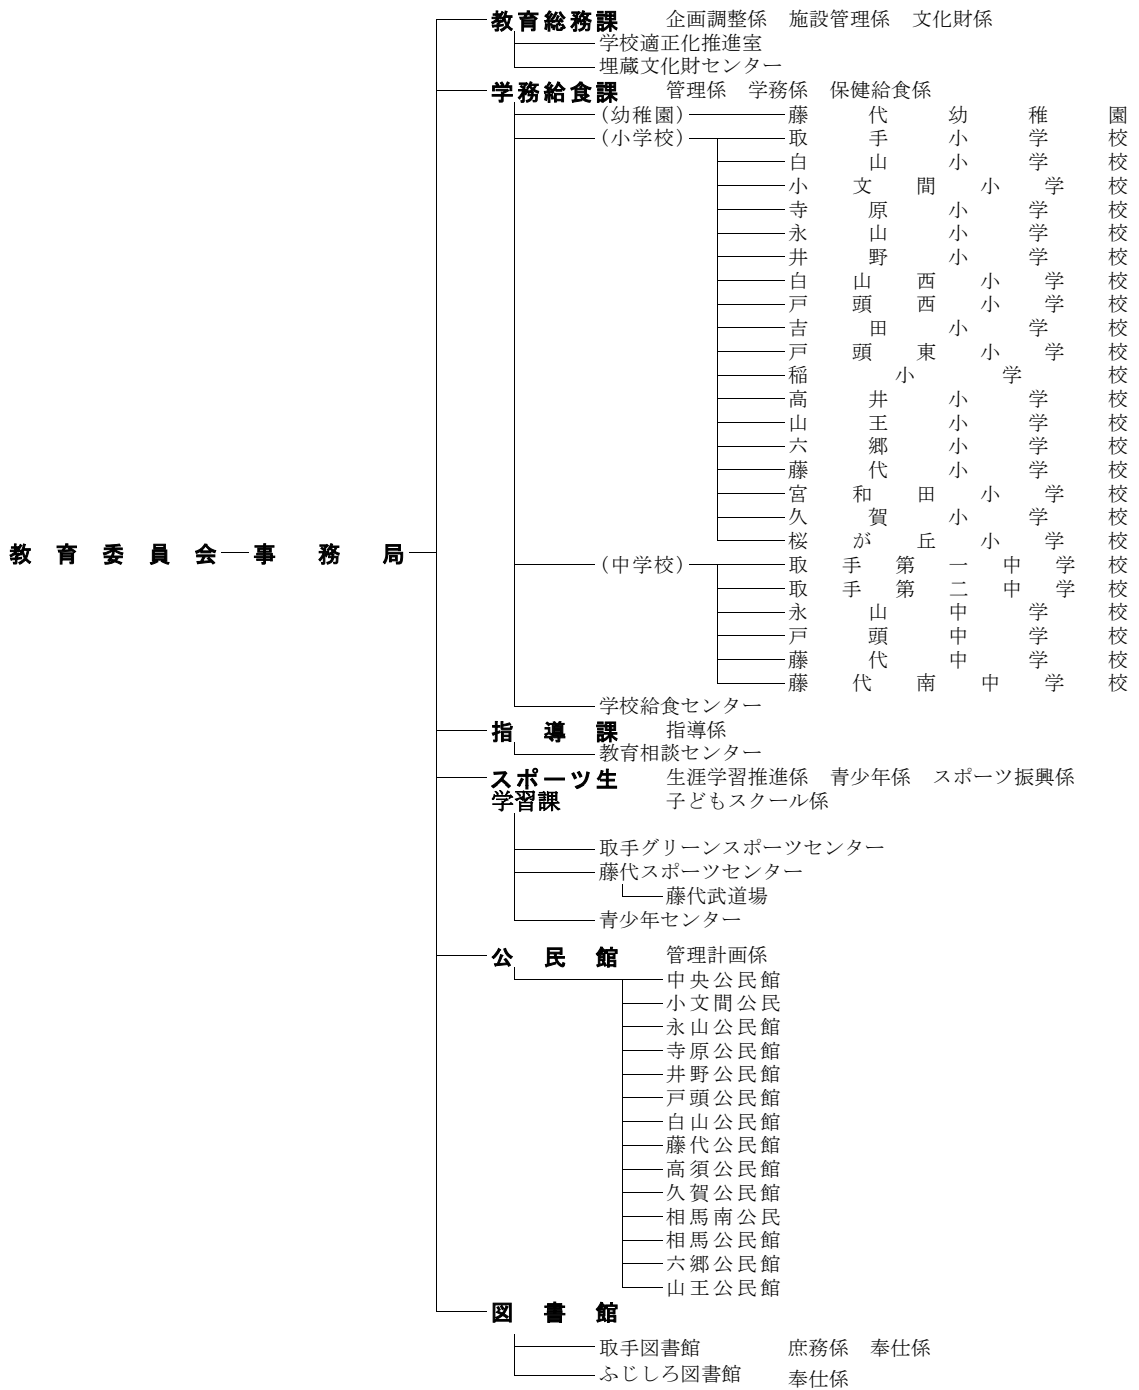 教育総務課 企画調整係 施設管理係 文化財係
学校適正化推進室
埋蔵文化財センター
学務給食課 管理係 学務係 保健給食係
(幼稚園) 藤代幼稚園
(小学校) 取手小学校
白山小学校
小文間小学校
寺原小学校
永山小学校
井野小学校
白山西小学校
戸頭西小学校
吉田小学校
戸頭東小学校
稲小学校
高井小学校
山王小学校
六郷小学校
藤代小学校
宮和田小学校
久賀小学校
桜が丘小学校
教育委員会 事務局
(中学校) 取手第一中学校
取手第二中学校
永山中学校
戸頭中学校
藤代中学校
藤代南中学校
学校給食センター
指導課 指導係
教育相談センター
スポーツ生 生涯学習推進係 青少年係 スポーツ振興係
学習課 子どもスクール係
取手グリーンスポーツセンター
藤代スポーツセンター
藤代武道場
青少年センター
公民館 管理計画係
中央公民館
小文間公民
永山公民館
寺原公民館
井野公民館
戸頭公民館
白山公民館
藤代公民館
高須公民館
久賀公民館
相馬南公民
相馬公民館
六郷公民館
山王公民館
図書館
取手図書館 庶務係 奉仕係
ふじしろ図書館 奉仕係